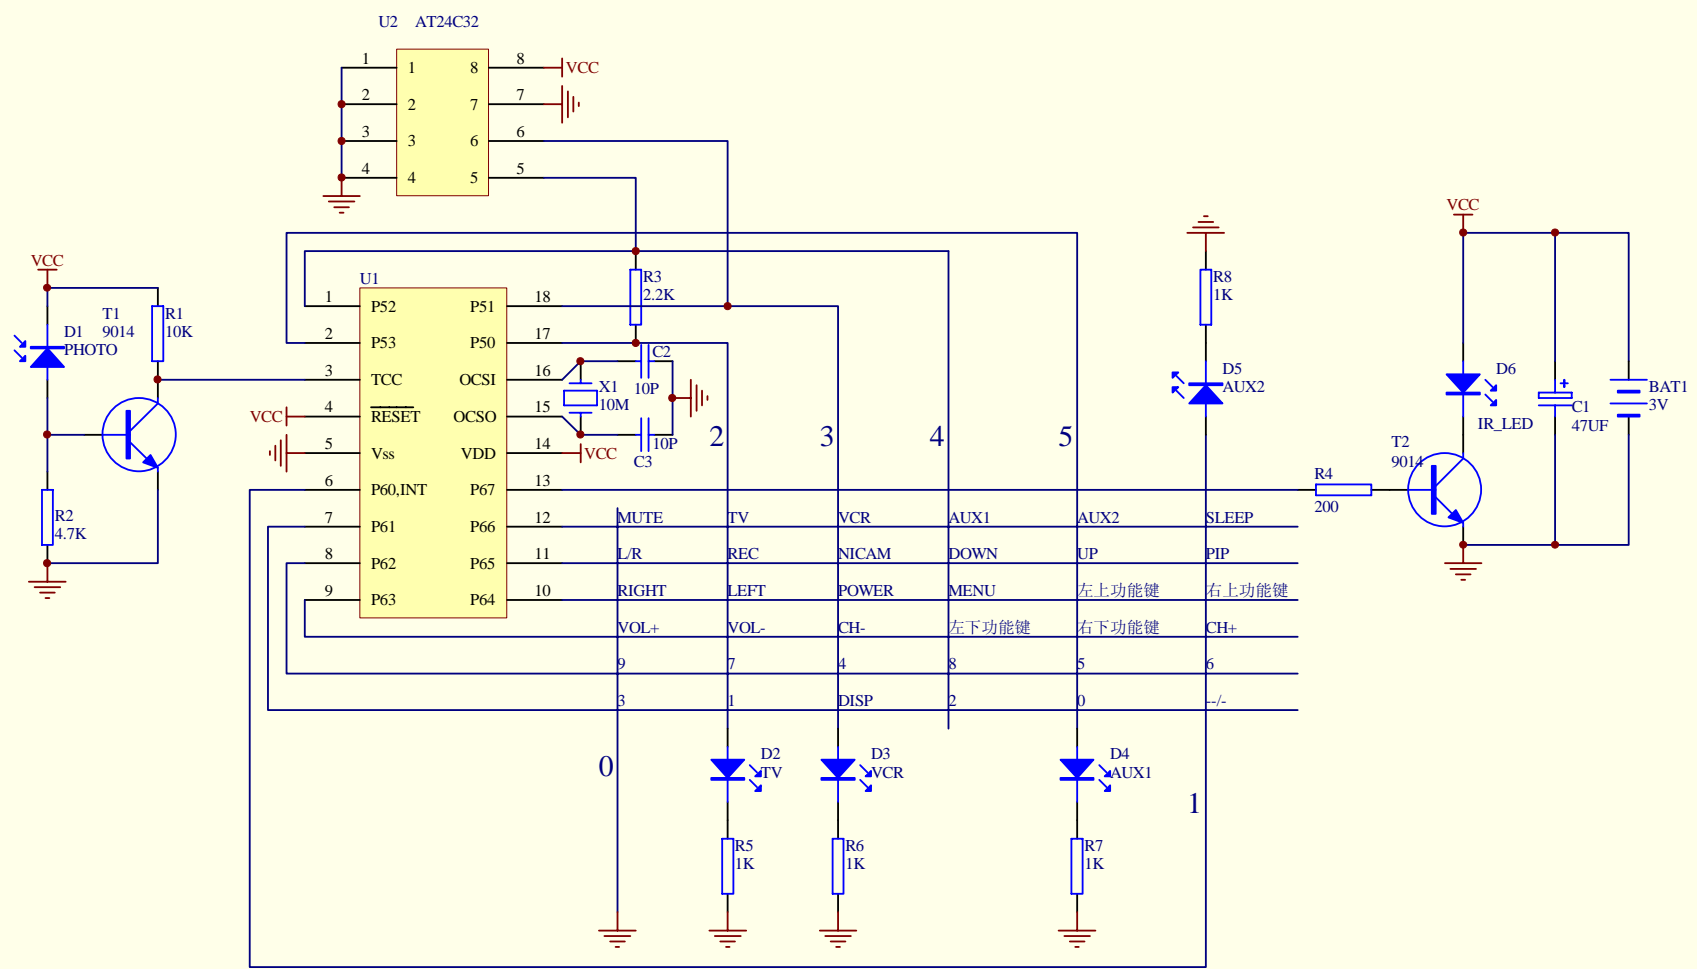 U2 AT24C32
1 1 8 8 VCC
2 2 7 7
3 3 6 6
4 4 5 5
VCC
D1
PHOTO
T1
9014
R1
10K
R2
4.7K
U1
1 P52 P51 18
2 P53 P50 17
3 TCC OCSI 16
VCC 4 RESET OCSO 15
5 Vss VDD 14 VCC
6 P60,INT P67 13
7 P61 P66 12
8 P62 P65 11
9 P63 P64 10
R3
2.2K
C2
10P
X1
10M
10P
C3
2 3 4 5
R8
1K
D5
AUX2
VCC
D6
IR_LED
C1
47UF
BAT1
3V
T2
9014
R4
200
MUTE TV VCR AUX1 AUX2 SLEEP
L/R REC NICAM DOWN UP PIP
RIGHT LEFT POWER MENU 左上功能键 右上功能键
VOL+ VOL- CH- 左下功能键 右下功能键 CH+
9 7 4 8 5 6
3 1 DISP 2 0 --/-
0
D2
TV
D3
VCR
D4
AUX1
1
R5
1K
R6
1K
R7
1K